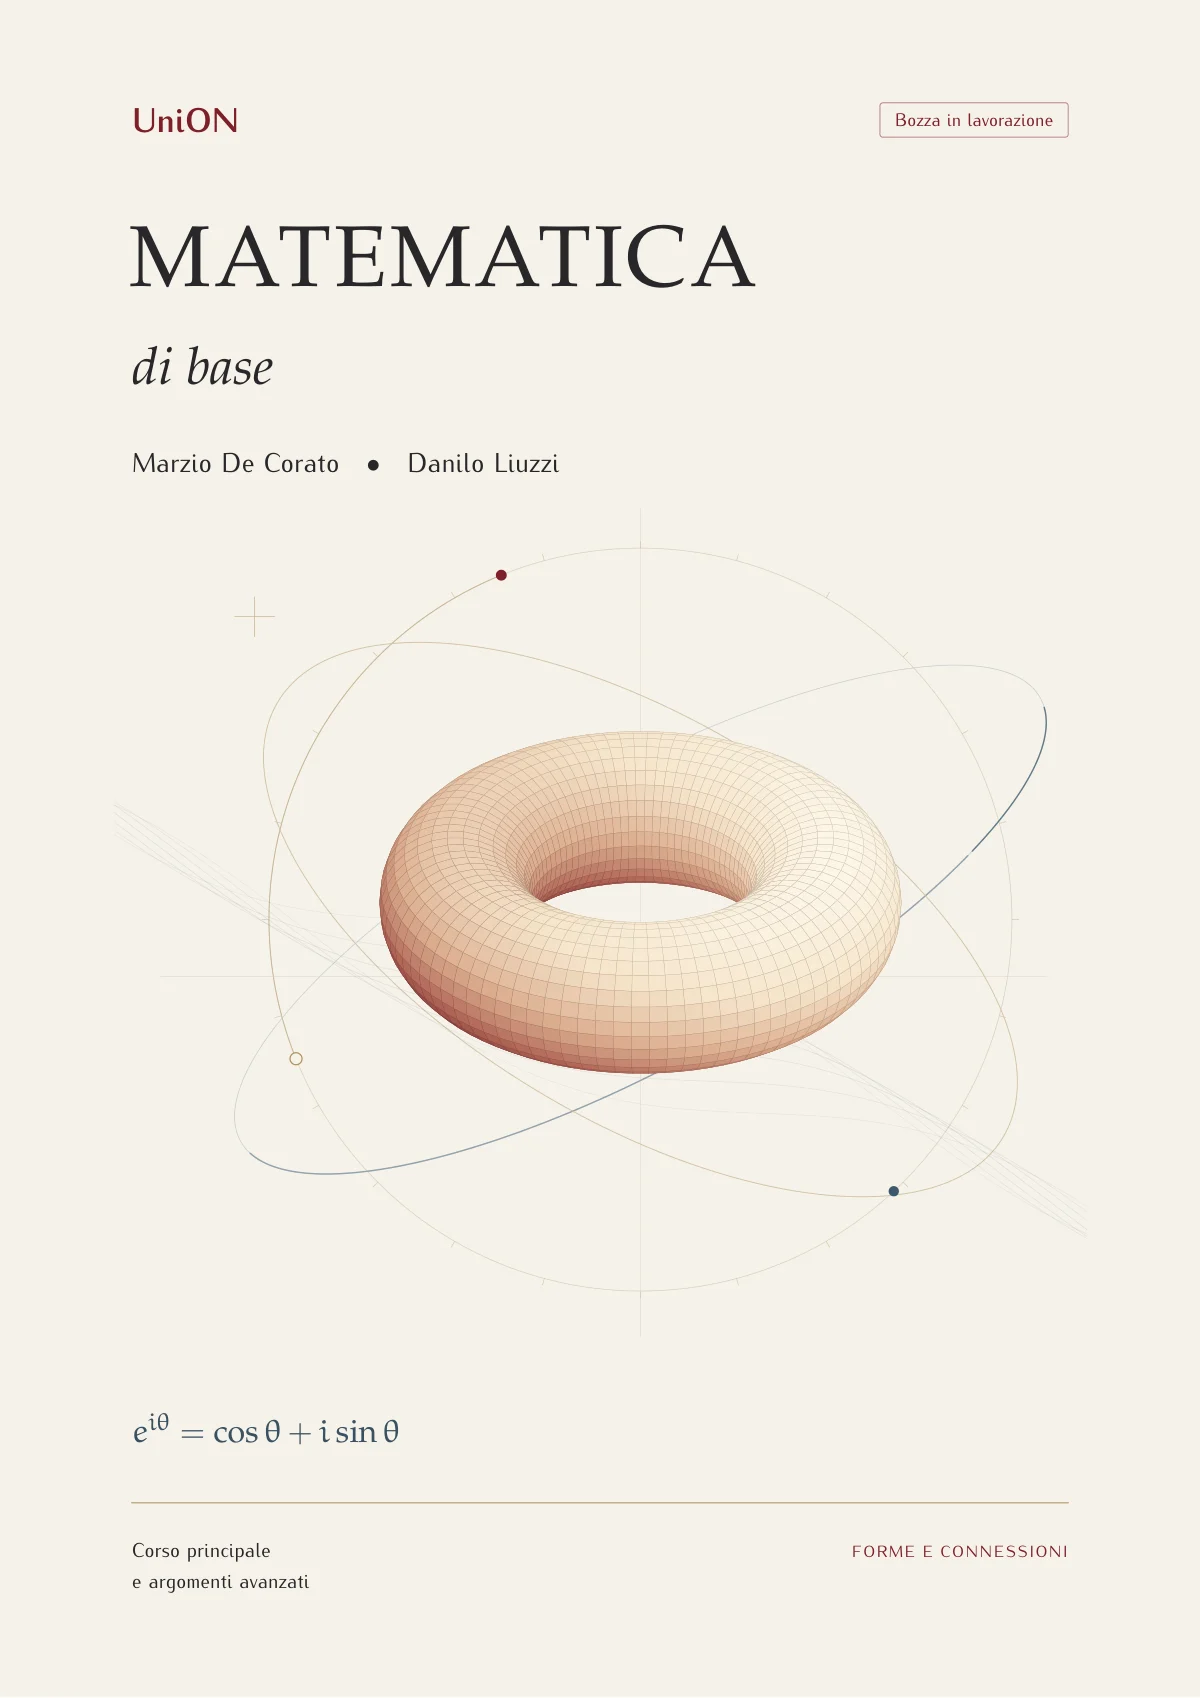 UniON
Bozza in lavorazione
MATEMATICA
di base
Marzio De Corato • Danilo Liuzzi
e^{iθ} = cos θ + i sin θ
Corso principale
e argomenti avanzati
FORME E CONNESSIONI